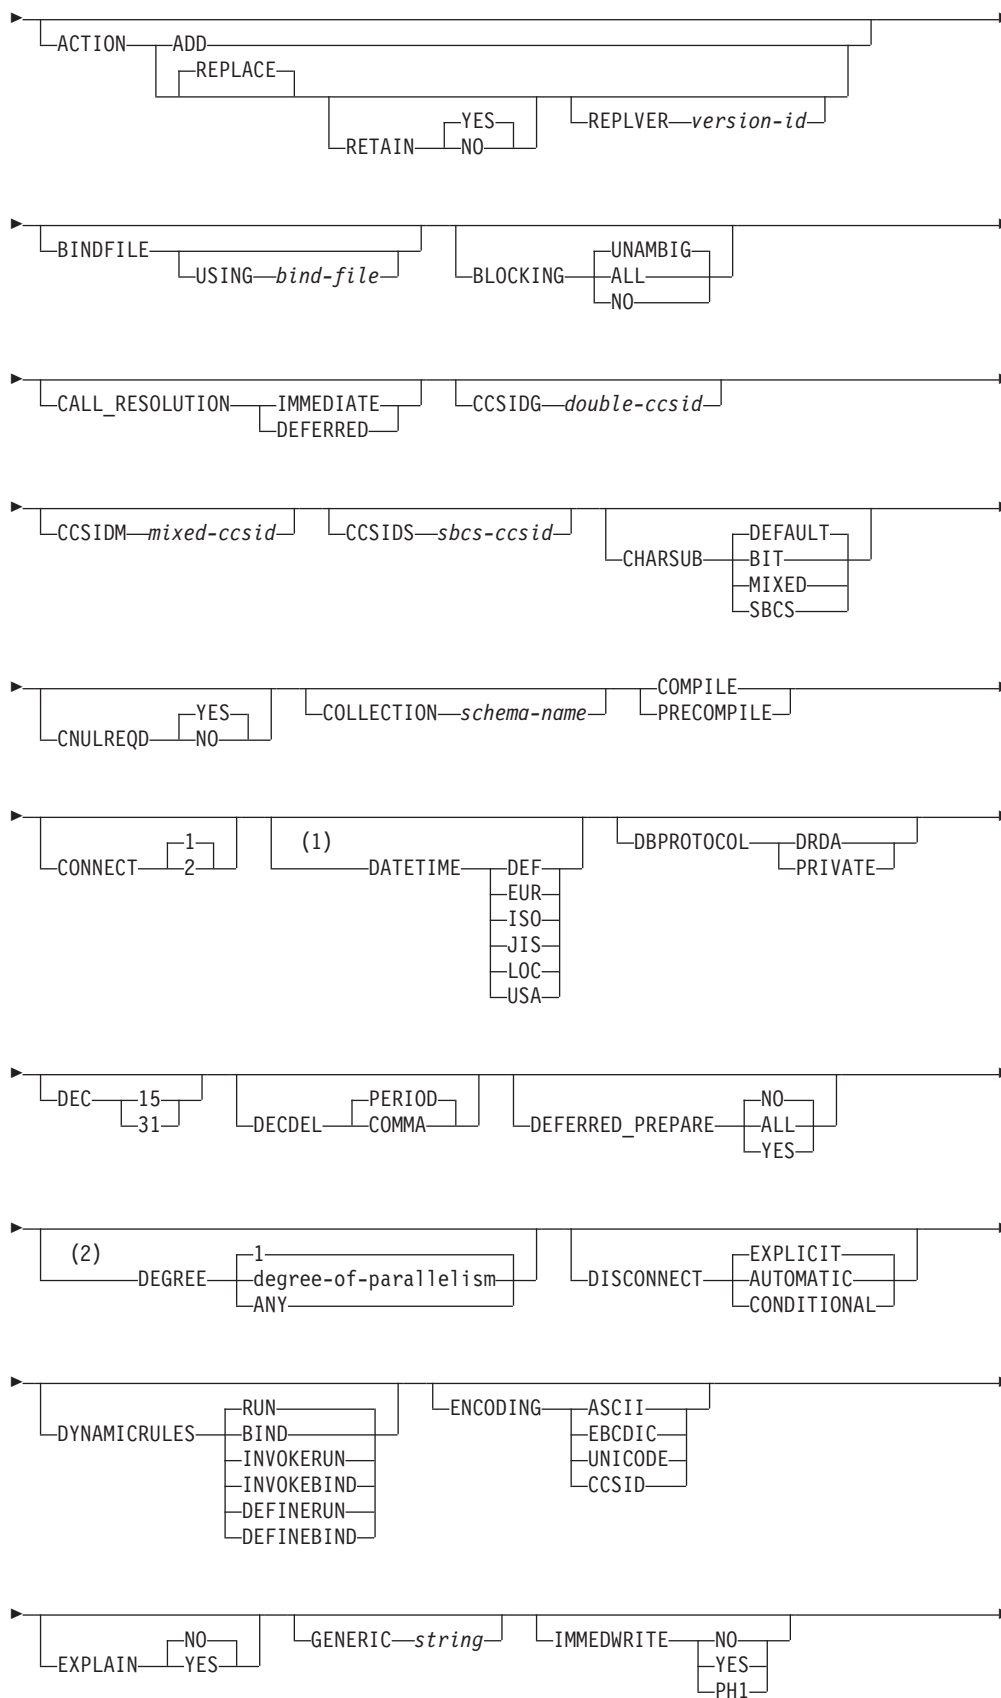 ACTION ADD
REPLACE
YES REPLVER version-id
RETAIN NO
BINDFILE UNAMBIG
USING bind-file BLOCKING ALL
NO
CALL_RESOLUTION IMMEDIATE CCSIDG double-ccsid
DEFERRED
CCSIDM mixed-ccsid CCSIDS sbcs-ccsid DEFAULT
CHARSUB BIT
MIXED
SBCS
YES COLLECTION schema-name COMPILE
CNULREQD NO PRECOMPILE
1 (1) DBPROTOCOL DRDA
CONNECT 2 DATETIME DEF PRIVATE
EUR
ISO
JIS
LOC
USA
DEC 15 PERIOD NO
31 DECDEL COMMA DEFERRED_PREPARE ALL
YES
(2) 1 EXPLICIT
DEGREE degree-of-parallelism DISCONNECT AUTOMATIC
ANY CONDITIONAL
RUN ENCODING ASCII
DYNAMICRULES BIND EBCDIC
INVOKERUN UNICODE
INVOKEBIND CCSID
DEFINERUN
DEFINEBIND
NO GENERIC string IMMEDWRITE NO
EXPLAIN YES YES
PH1